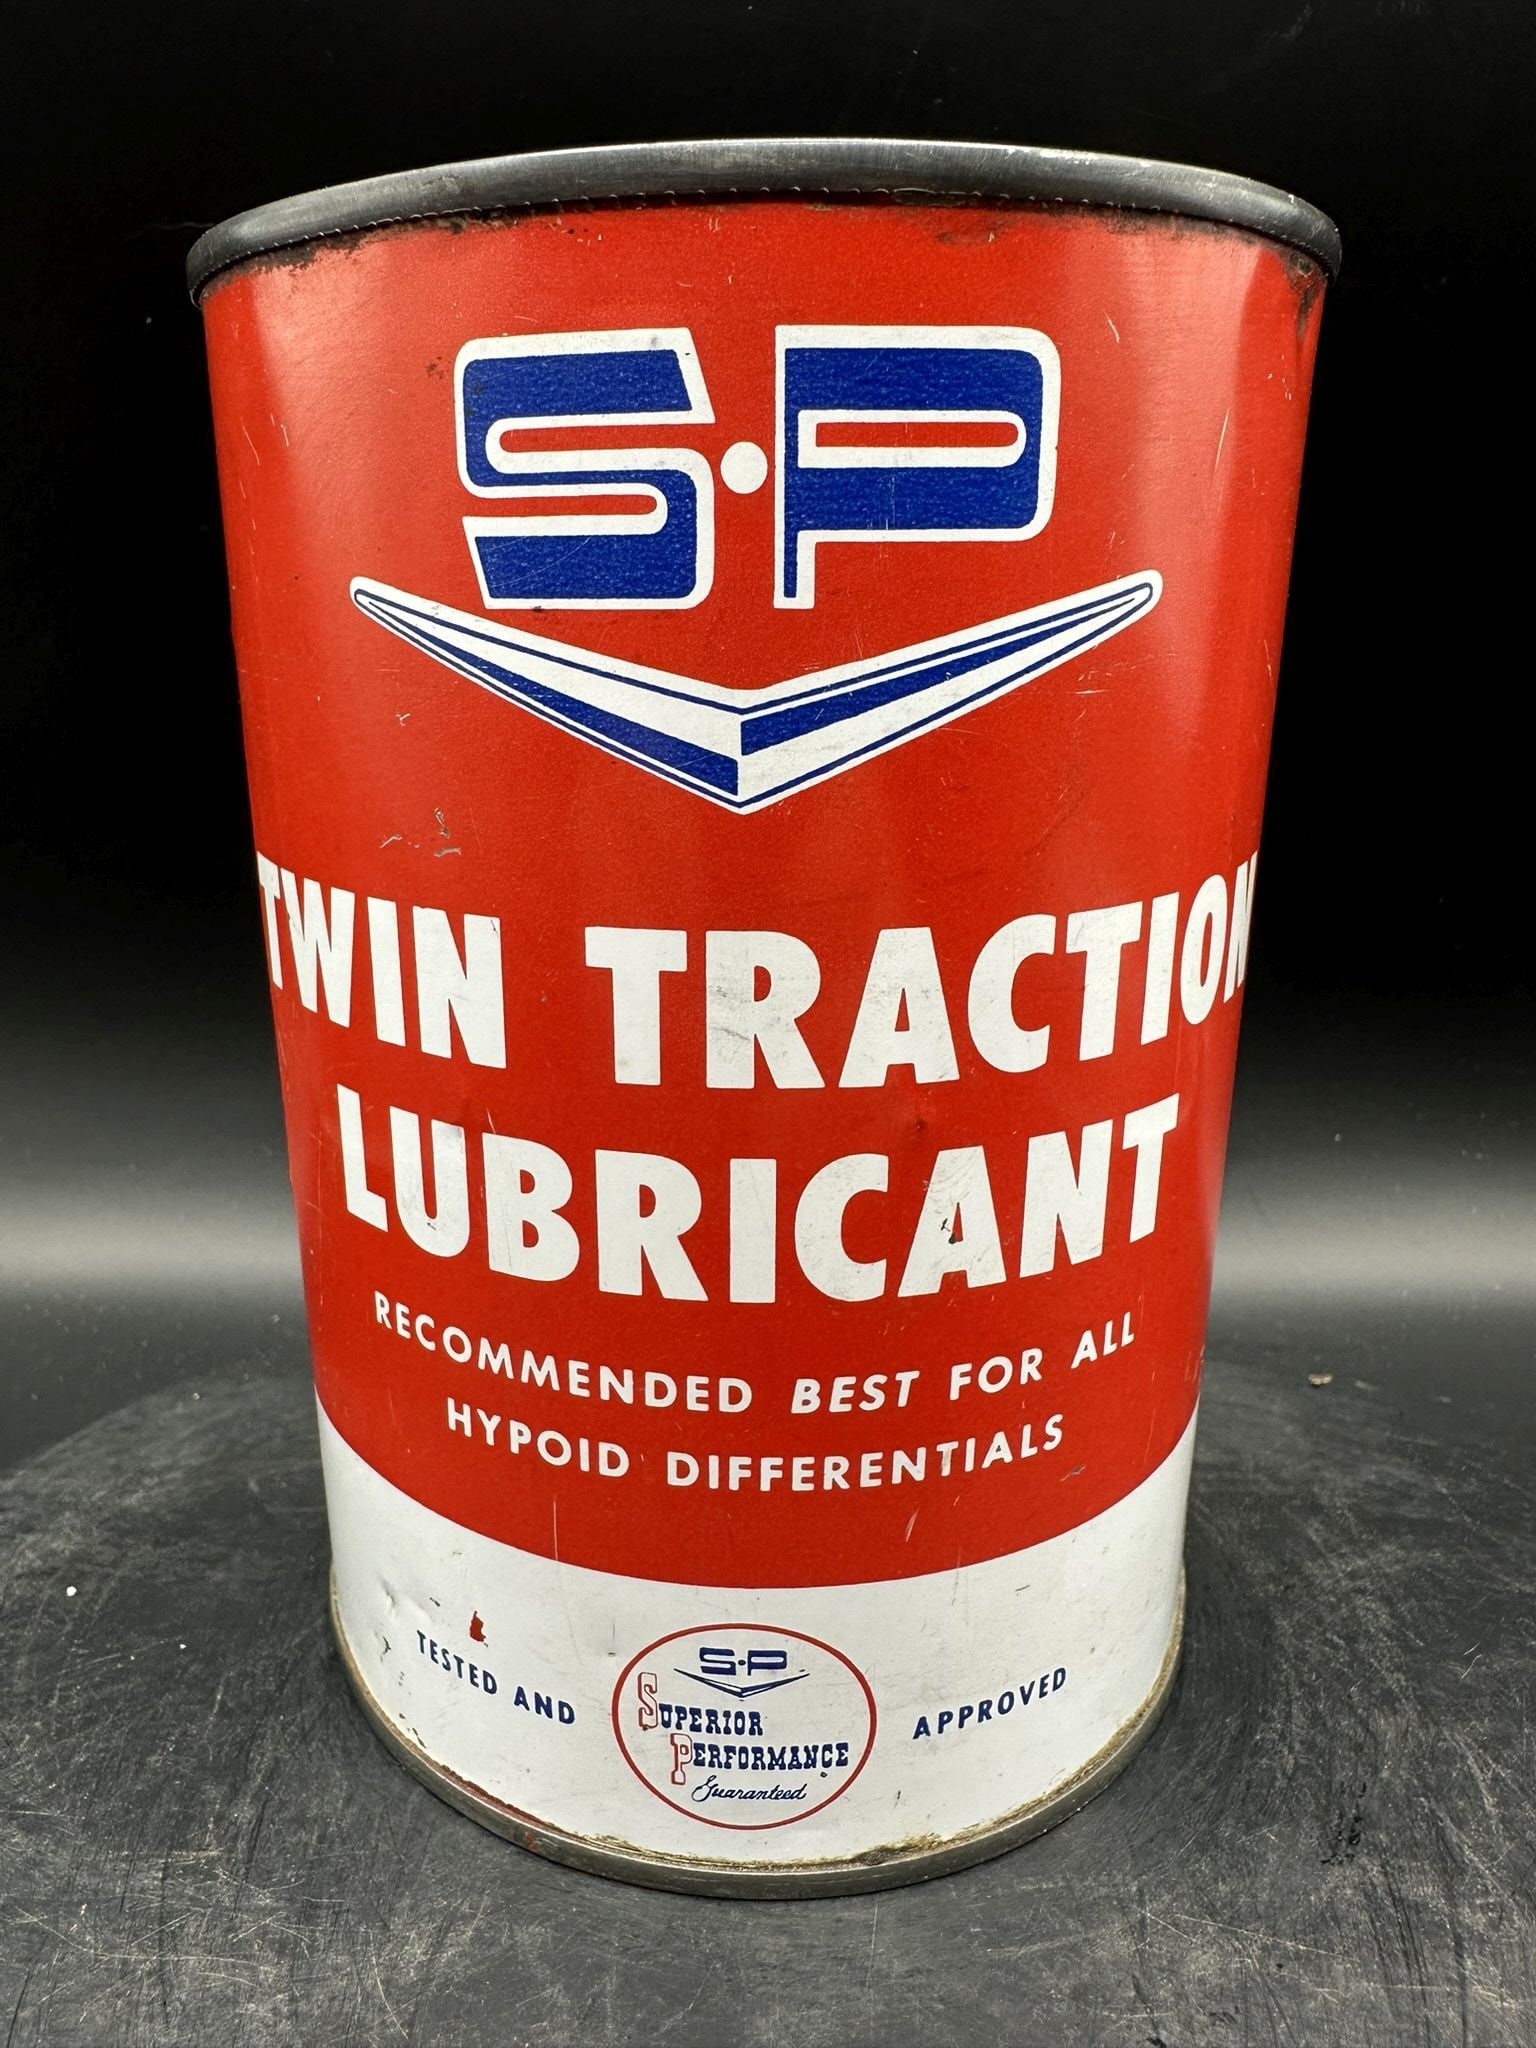 S·P
TWIN TRACTION
LUBRICANT
RECOMMENDED BEST FOR ALL
HYPOID DIFFERENTIALS
TESTED AND
S·P
SUPERIOR
PERFORMANCE
Guaranteed
APPROVED